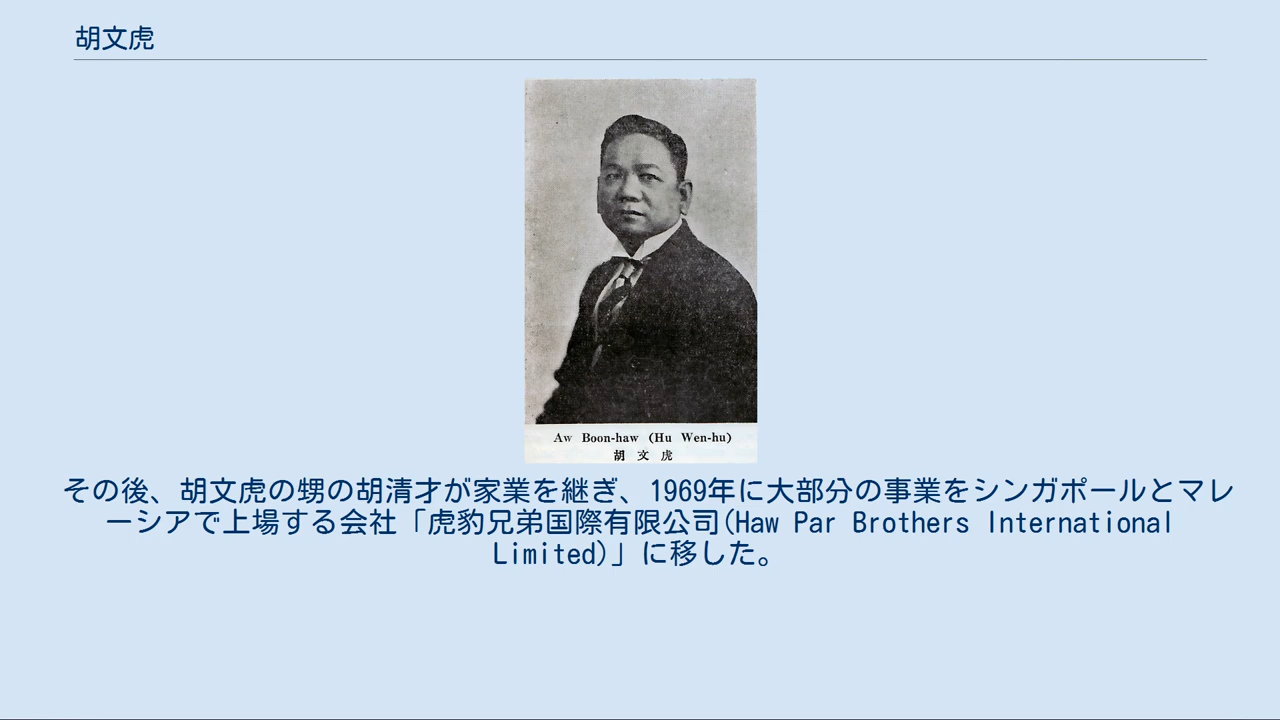 胡文虎
Aw Boon-haw (Hu Wen-hu)
胡文虎
その後、胡文虎の甥の胡清才が家業を継ぎ、1969年に大部分の事業をシンガポールとマレ
ーシアで上場する会社「虎豹兄弟国際有限公司(Haw Par Brothers International
Limited)」に移した。